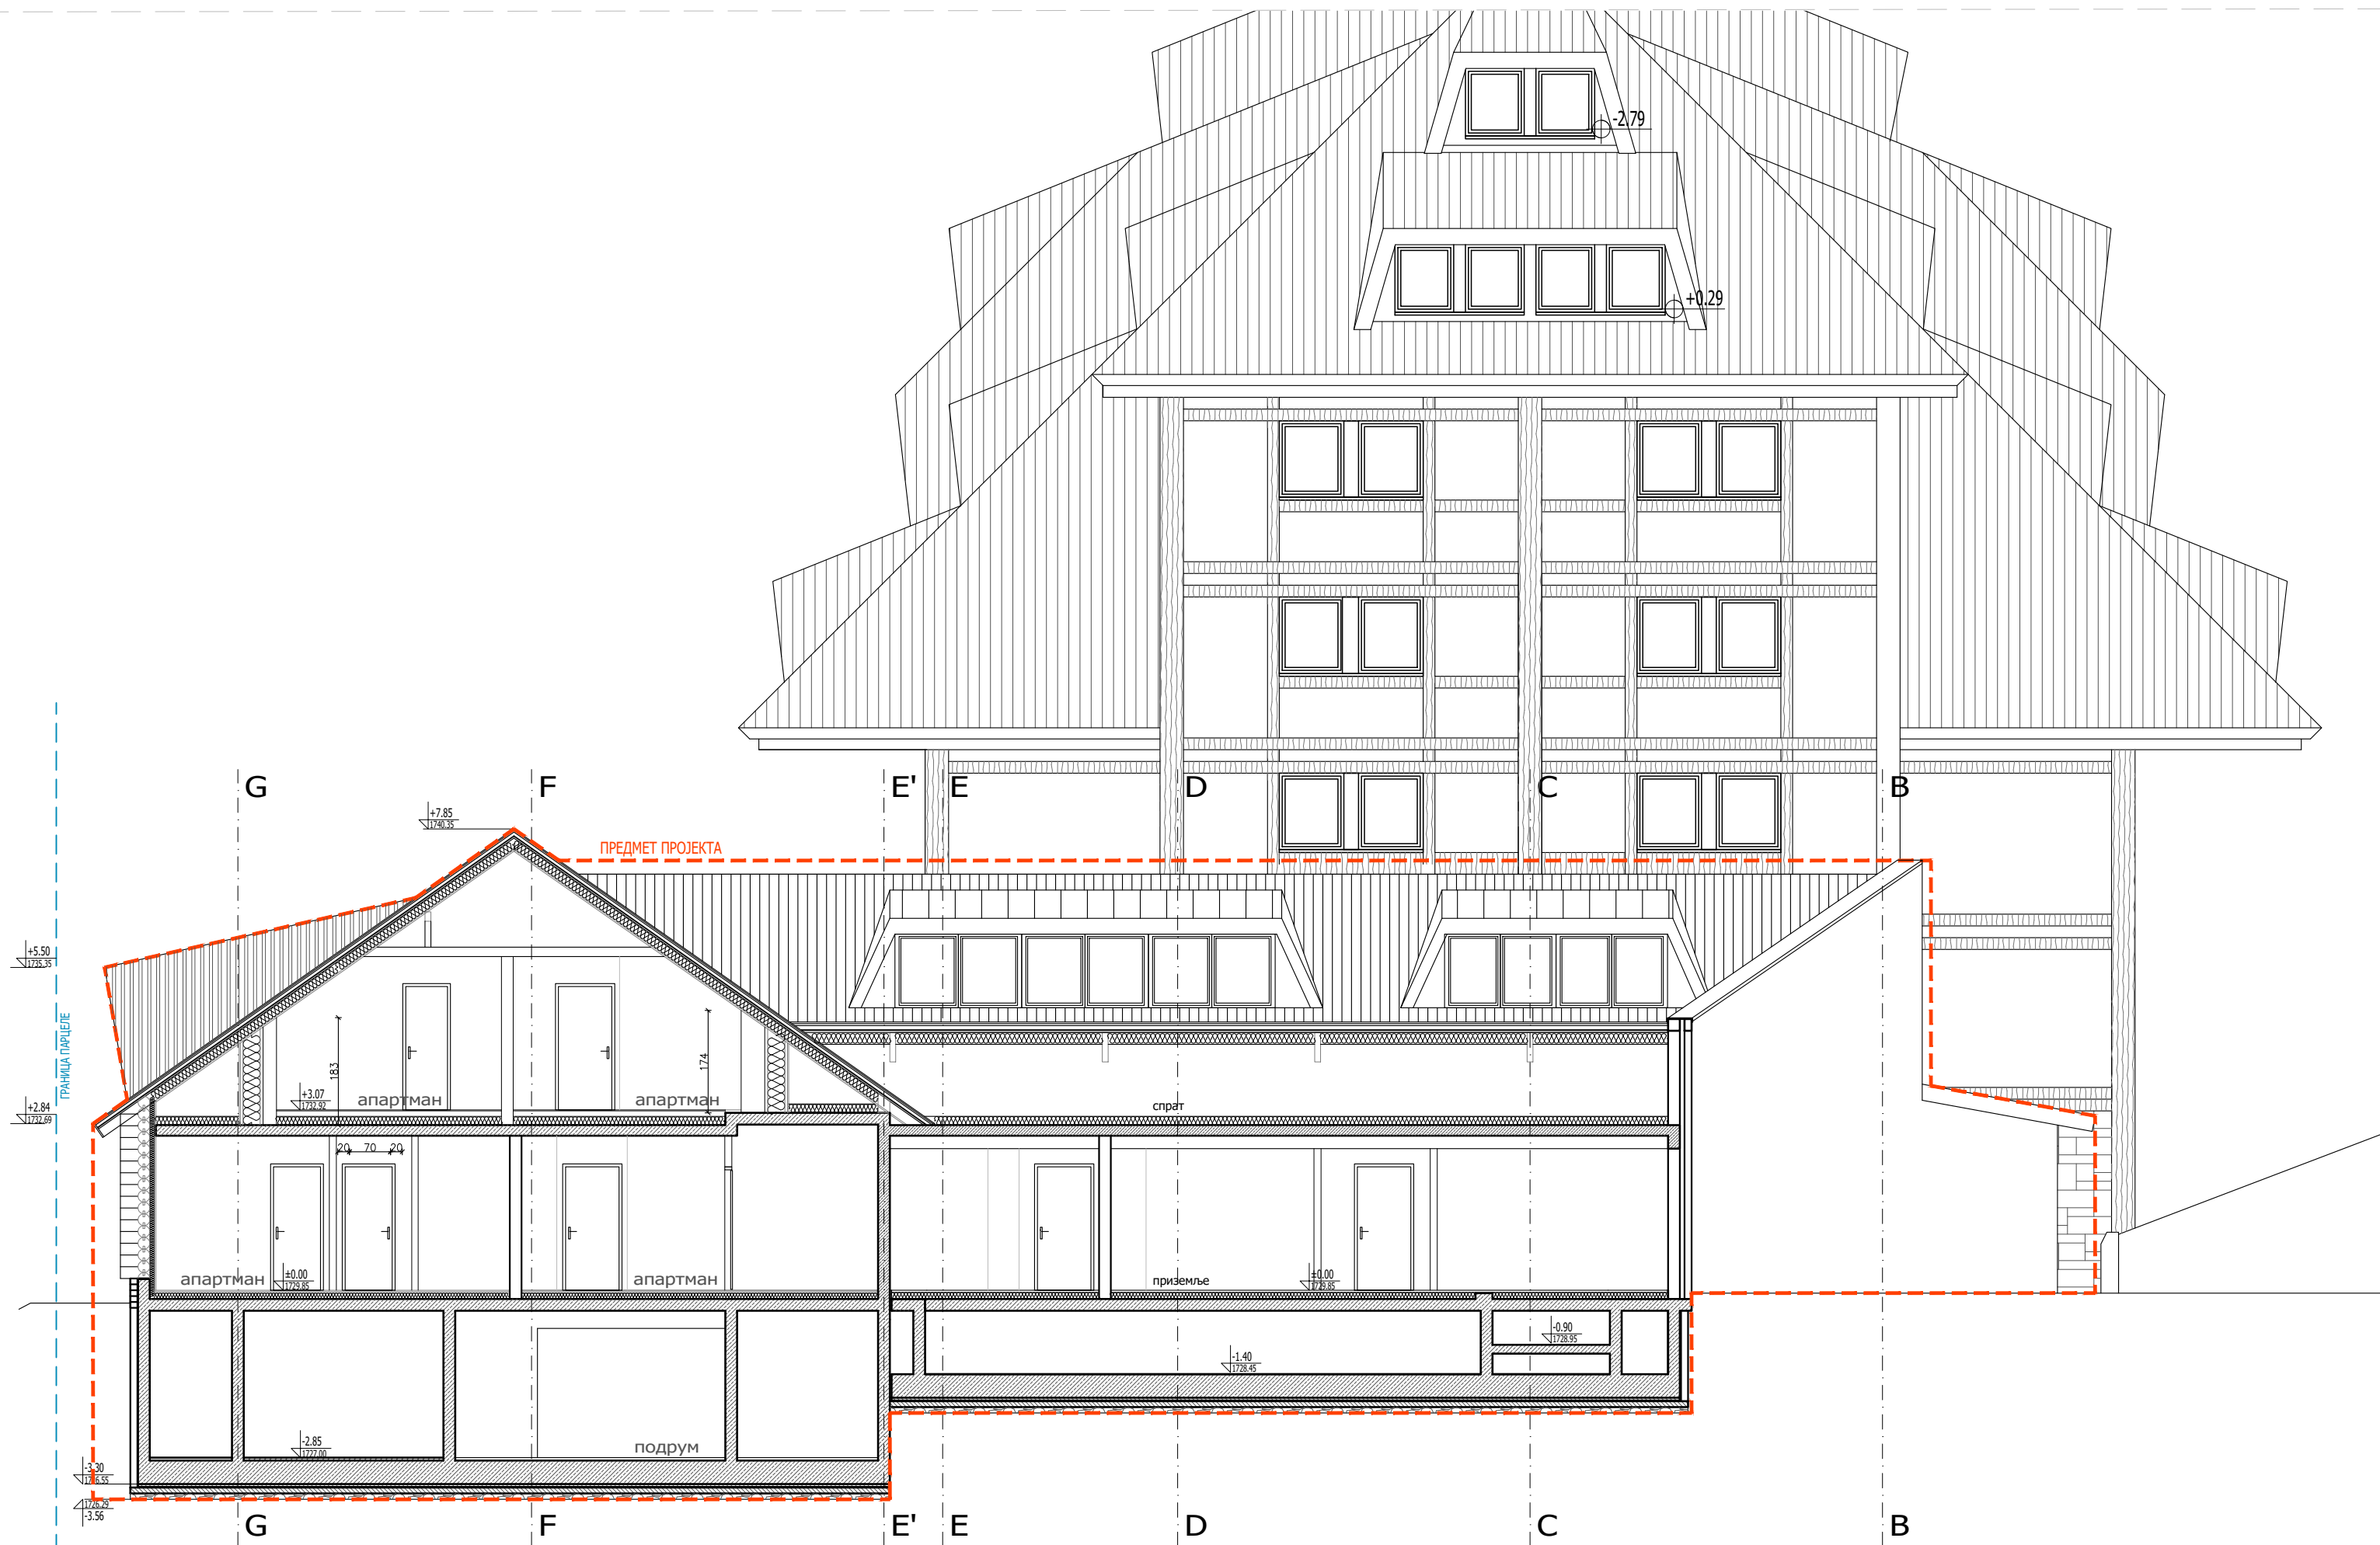 -2.79
+0.29
G F E' E D C B
+7.85
1740.35
ПРЕДМЕТ ПРОЈЕКТА
+5.50
1735.35
ГРАНИЦА ПАРЦЕЛЕ
183
174
+3.07
1732.92
апартман
апартман
+2.84
1732.69
спрат
20 70 20
апартман
±0.00
1729.85
апартман
приземље
±0.00
1729.85
-0.90
1728.95
-1.40
1728.45
-2.85
1727.00
подрум
-3.30
1726.55
1726.29
-3.56
G F E' E D C B